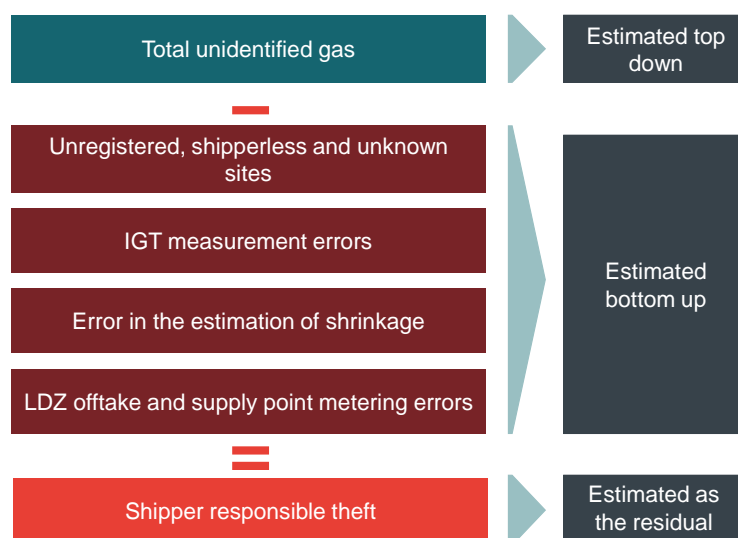 Total unidentified gas
Estimated top
down
Unregistered, shipperless and unknown
sites
IGT measurement errors
Error in the estimation of shrinkage
LDZ offtake and supply point metering errors
Estimated
bottom up
Shipper responsible theft
Estimated as
the residual